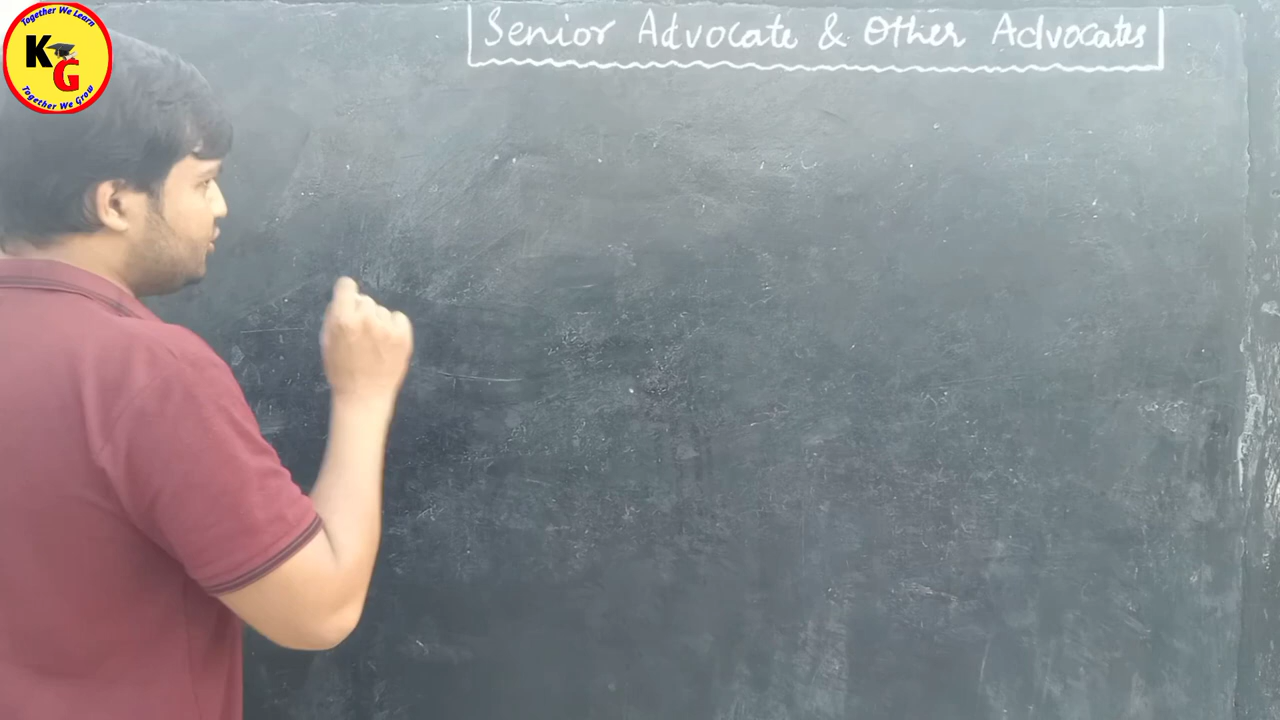 Together We Learn
KG
Together We Grow
Senior Advocate & Other Advocates